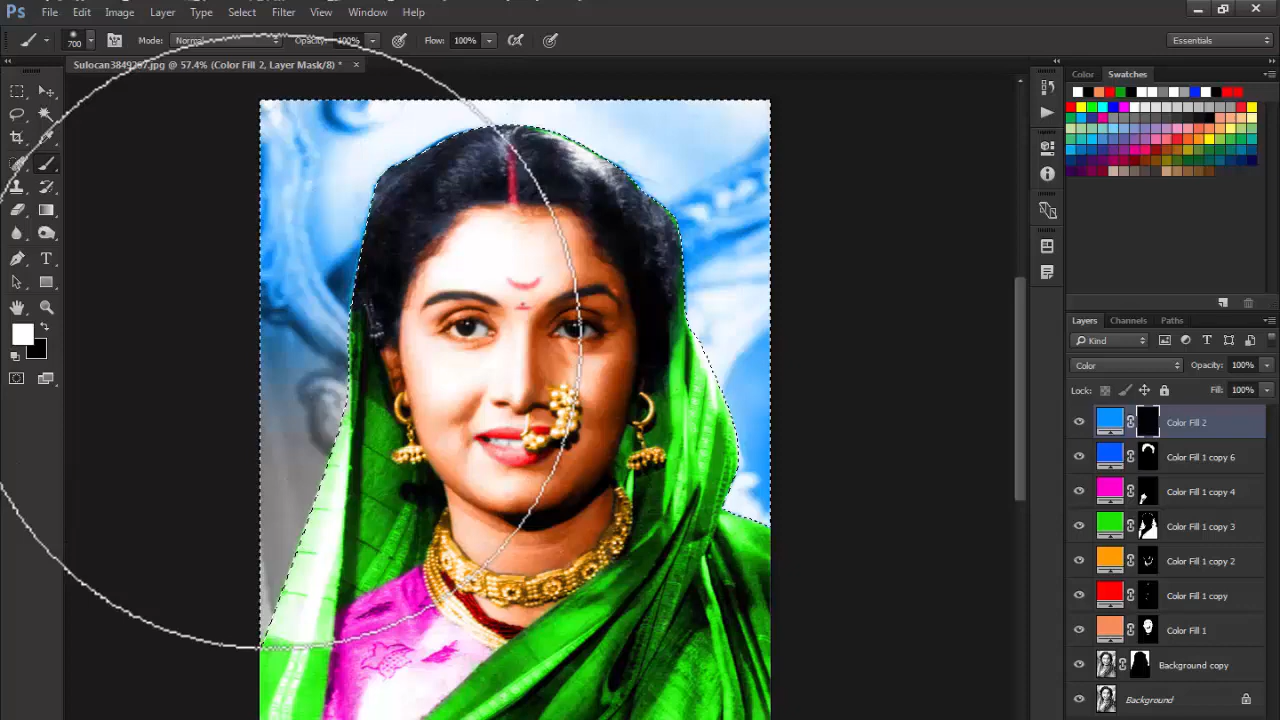 Ps File Edit Image Layer Type Select Filter View Window Help
700 Mode: Normal Opacity: 100% Flow: 100% Essentials
Sulocan3849267.jpg @ 57.4% (Color Fill 2, Layer Mask/8) *
Color Swatches
Layers Channels Paths
Kind
Color Opacity: 100%
Lock: Fill: 100%
Color Fill 2
Color Fill 1 copy 6
Color Fill 1 copy 4
Color Fill 1 copy 3
Color Fill 1 copy 2
Color Fill 1 copy
Color Fill 1
Background copy
Background